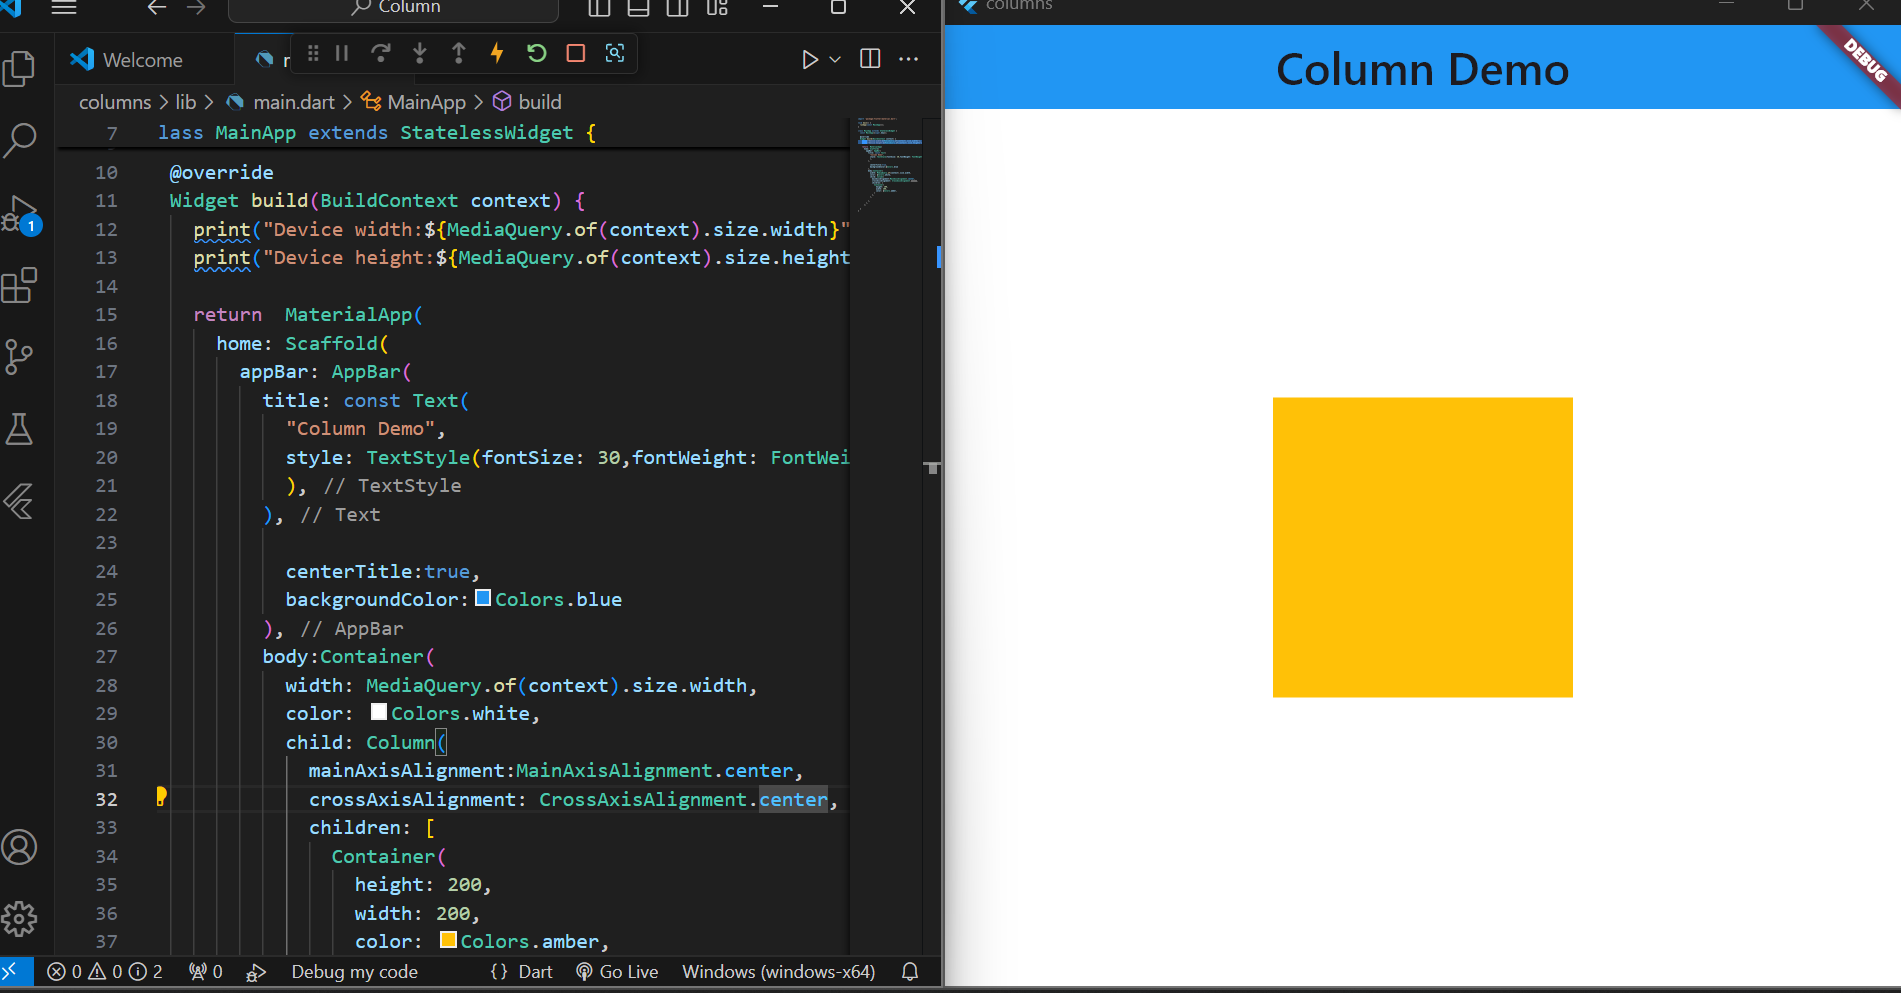 Column
columns
Welcome
columns > lib > main.dart > MainApp > build
7 lass MainApp extends StatelessWidget {
10 @override
11 Widget build(BuildContext context) {
12 print("Device width:${MediaQuery.of(context).size.width}"
13 print("Device height:${MediaQuery.of(context).size.height
14
15 return  MaterialApp(
16 home: Scaffold(
17 appBar: AppBar(
18 title: const Text(
19 "Column Demo",
20 style: TextStyle(fontSize: 30,fontWeight: FontWei
21 ), // TextStyle
22 ), // Text
23
24 centerTitle:true,
25 backgroundColor: Colors.blue
26 ), // AppBar
27 body:Container(
28 width: MediaQuery.of(context).size.width,
29 color: Colors.white,
30 child: Column(
31 mainAxisAlignment:MainAxisAlignment.center,
32 crossAxisAlignment: CrossAxisAlignment.center,
33 children: [
34 Container(
35 height: 200,
36 width: 200,
37 color: Colors.amber,
1
0 0 2 0 Debug my code {} Dart Go Live Windows (windows-x64)
Column Demo
DEBUG